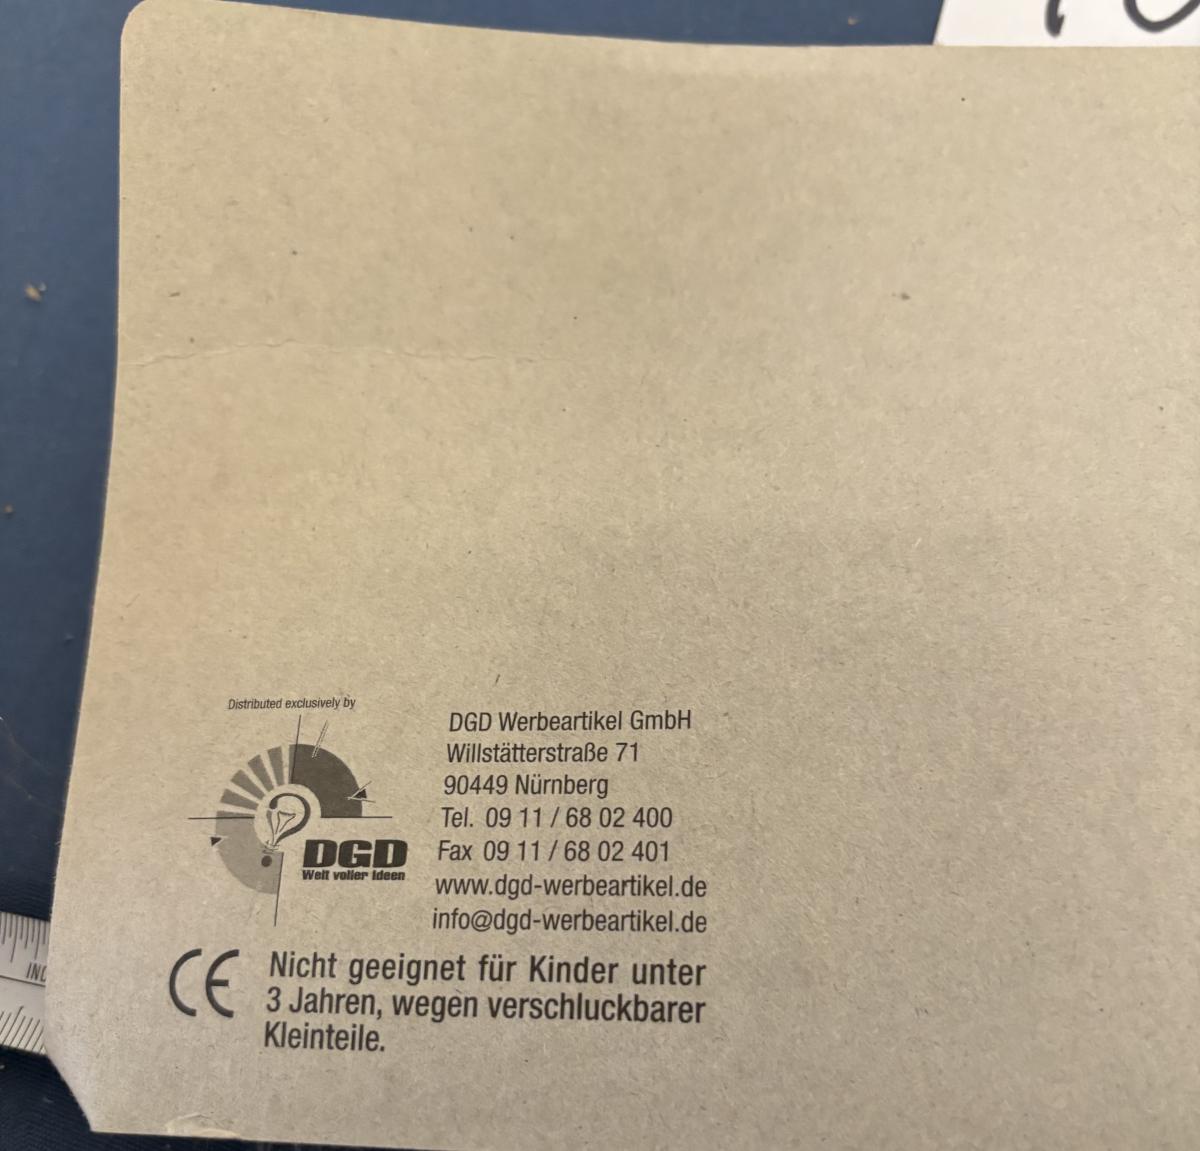 Distributed exclusively by
DGD
Welt voller Ideen
DGD Werbeartikel GmbH
Willstätterstraße 71
90449 Nürnberg
Tel. 09 11 / 68 02 400
Fax 09 11 / 68 02 401
www.dgd-werbeartikel.de
info@dgd-werbeartikel.de
CE
Nicht geeignet für Kinder unter
3 Jahren, wegen verschluckbarer
Kleinteile.